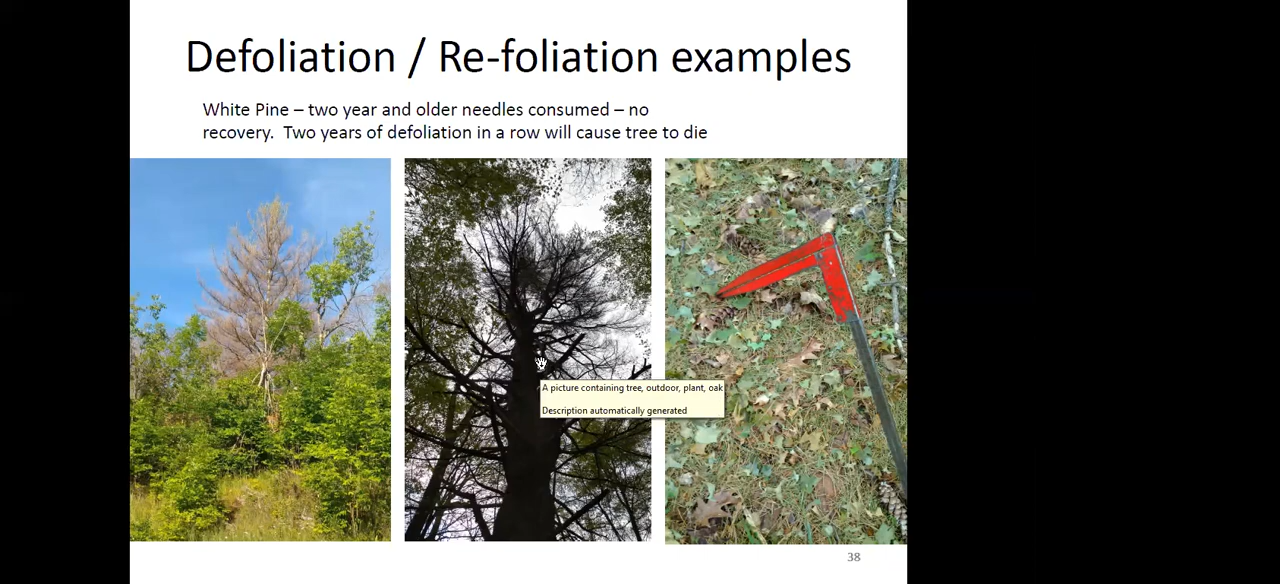 Defoliation / Re-foliation examples
White Pine – two year and older needles consumed – no
recovery.  Two years of defoliation in a row will cause tree to die
A picture containing tree, outdoor, plant, oak
Description automatically generated
38